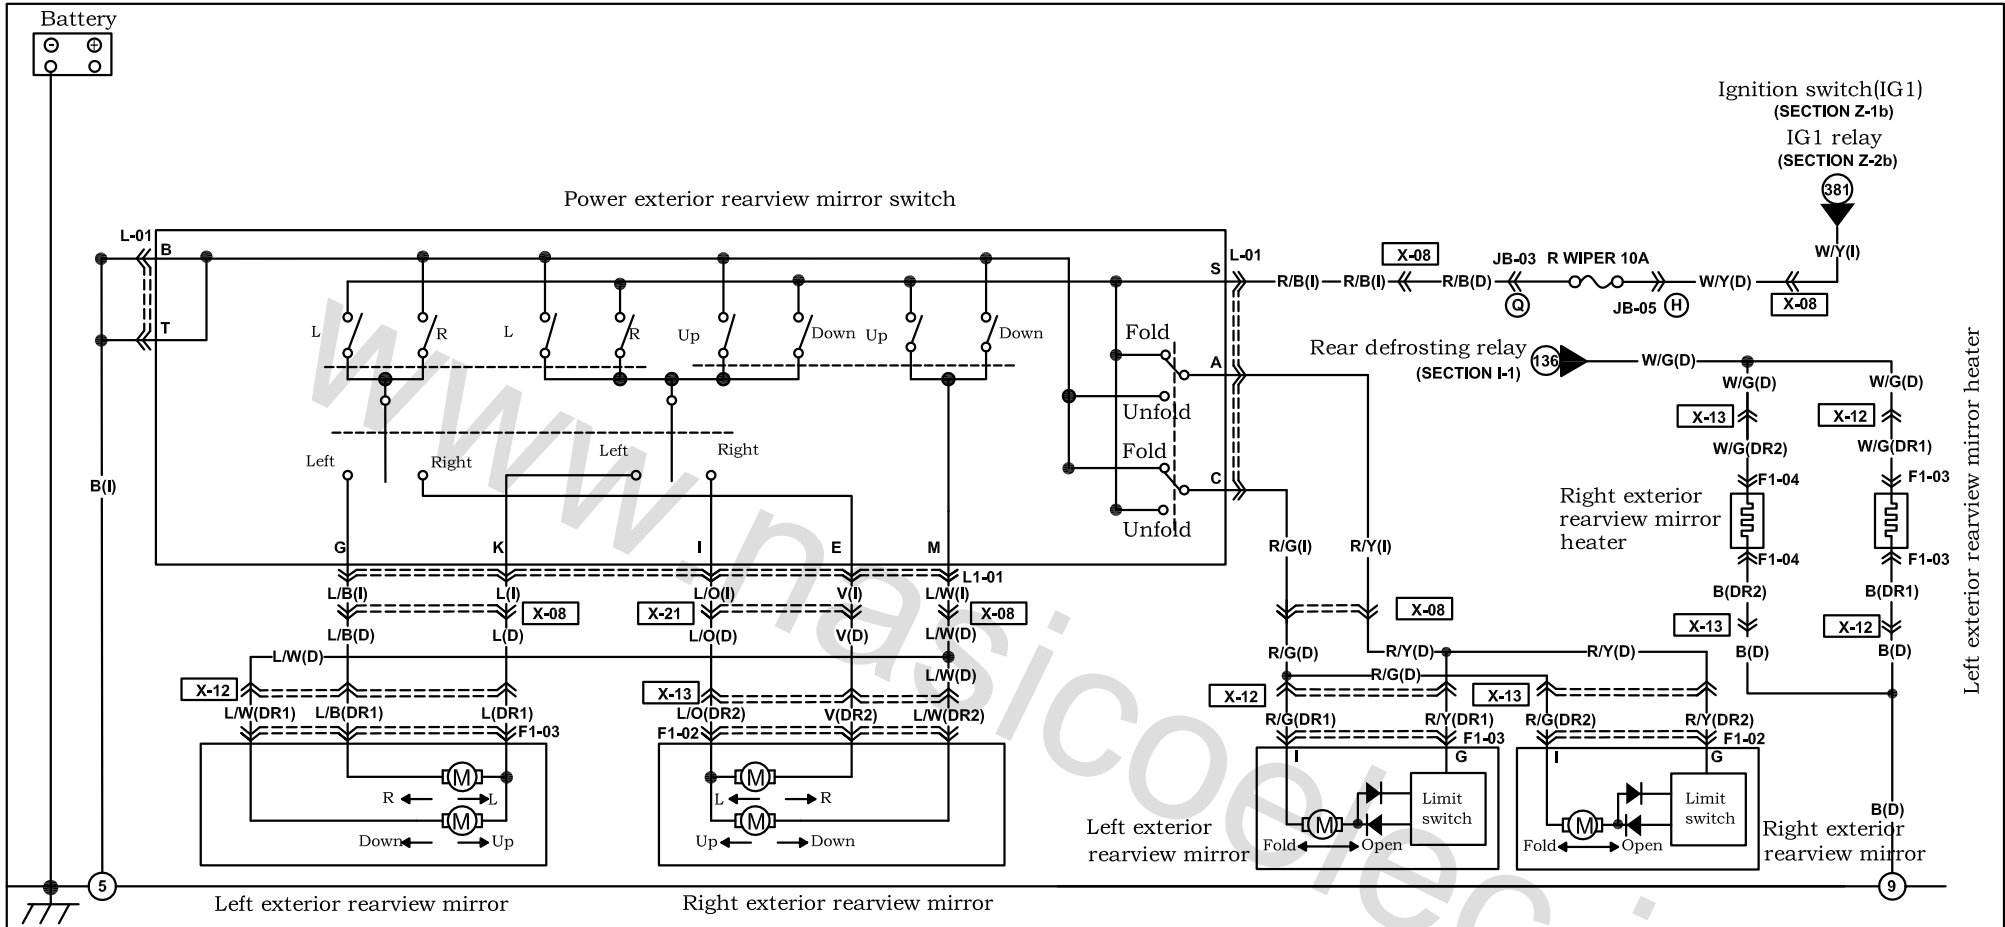 Battery
Ignition switch(IG1)
(SECTION Z-1b)
IG1 relay
(SECTION Z-2b)
381
W/Y(I)
Power exterior rearview mirror switch
L-01
B
T
S
L-01
R/B(I)
R/B(I)
X-08
R/B(D)
JB-03
Q
R WIPER 10A
JB-05
H
W/Y(D)
X-08
L
R
L
R
Up
Down
Up
Down
Fold
A
Unfold
Fold
C
Unfold
Rear defrosting relay
(SECTION I-1)
136
W/G(D)
W/G(D)
W/G(D)
X-13
X-12
W/G(DR2)
W/G(DR1)
F1-04
F1-03
Right exterior
rearview mirror
heater
Left exterior rearview mirror heater
F1-04
F1-03
B(DR2)
B(DR1)
X-13
X-12
B(D)
B(D)
B(D)
Left
Right
Left
Right
B(I)
G
K
I
E
M
L1-01
L/B(I)
L(I)
L/O(I)
V(I)
L/W(I)
X-08
X-21
X-08
L/B(D)
L(D)
L/O(D)
V(D)
L/W(D)
L/W(D)
L/W(D)
X-12
X-13
L/W(DR1)
L/B(DR1)
L(DR1)
F1-03
L/O(DR2)
V(DR2)
L/W(DR2)
F1-02
M
R
L
M
Down
Up
M
L
R
M
Up
Down
R/G(I)
R/Y(I)
X-08
R/G(D)
R/Y(D)
R/Y(D)
R/G(D)
X-12
X-13
R/G(DR1)
R/Y(DR1)
F1-03
R/G(DR2)
R/Y(DR2)
F1-02
I
G
I
G
Limit
switch
Limit
switch
M
Fold
Open
M
Fold
Open
Left exterior
rearview mirror
Right exterior
rearview mirror
5
9
Left exterior rearview mirror
Right exterior rearview mirror
www.nasicoelec.i